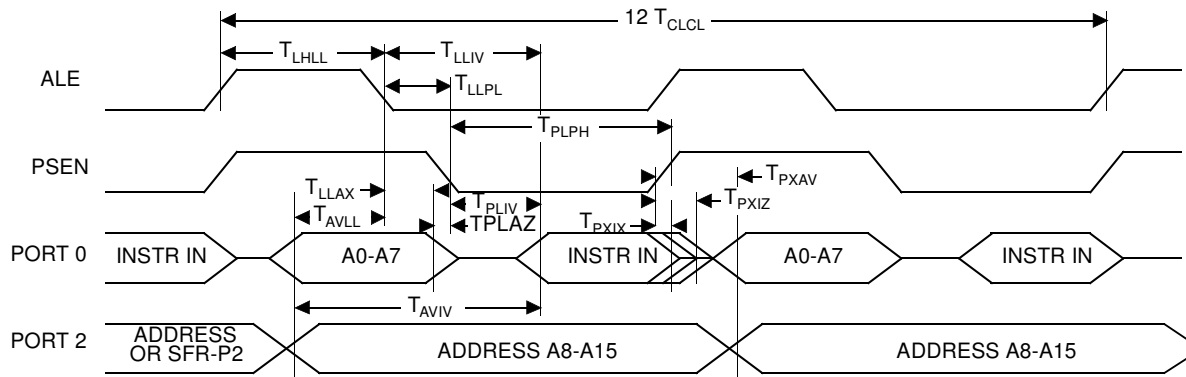 12 TCLCL
TLHLL
TLLIV
ALE
TLLPL
TPLPH
PSEN
TPXAV
TLLAX
TPXIZ
TAVLL
TPLIV
TPLAZ
TPXIX
PORT 0
INSTR IN
A0-A7
INSTR IN
A0-A7
INSTR IN
TAVIV
PORT 2
ADDRESS
OR SFR-P2
ADDRESS A8-A15
ADDRESS A8-A15